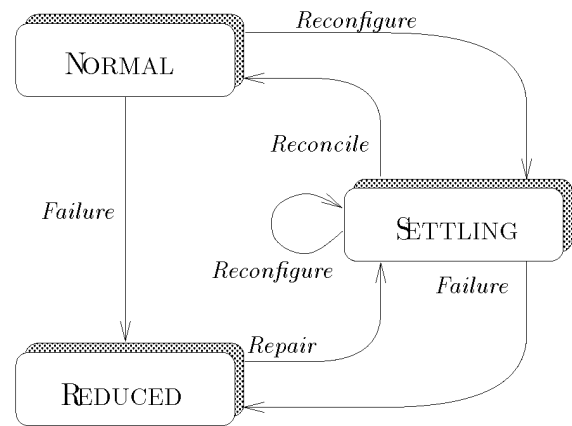 Reconfigure
NORMAL
Reconcile
Failure
SETTLING
Reconfigure
Failure
Repair
REDUCED